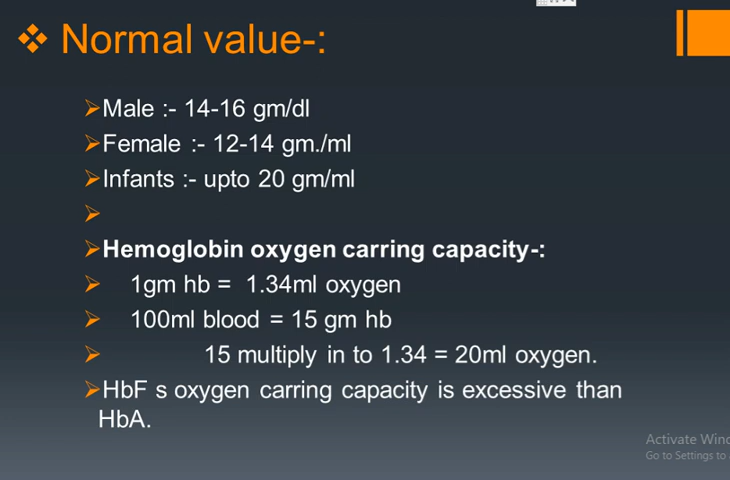 Normal value-:
Male :- 14-16 gm/dl
Female :- 12-14 gm./ml
Infants :- upto 20 gm/ml
Hemoglobin oxygen carring capacity-:
1gm hb = 1.34ml oxygen
100ml blood = 15 gm hb
15 multiply in to 1.34 = 20ml oxygen.
HbF s oxygen carring capacity is excessive than
HbA.
Activate Wind
Go to Settings to